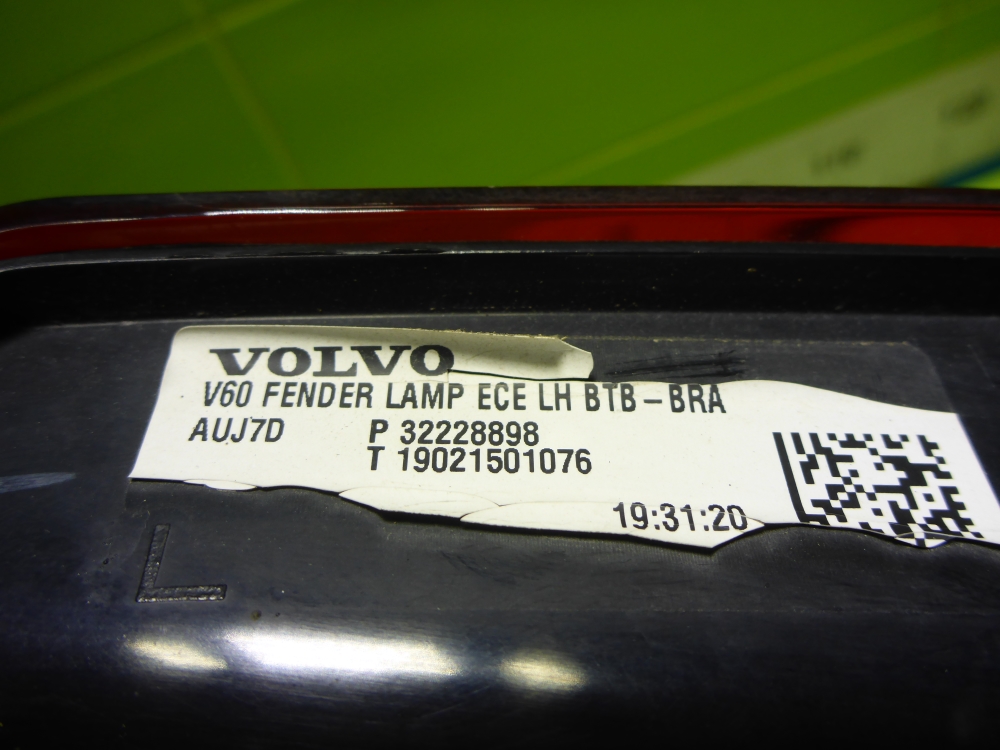 VOLVO
V60 FENDER LAMP ECE LH BTB-BRA
AUJ7D P 32228898
T 19021501076
19:31:20
L